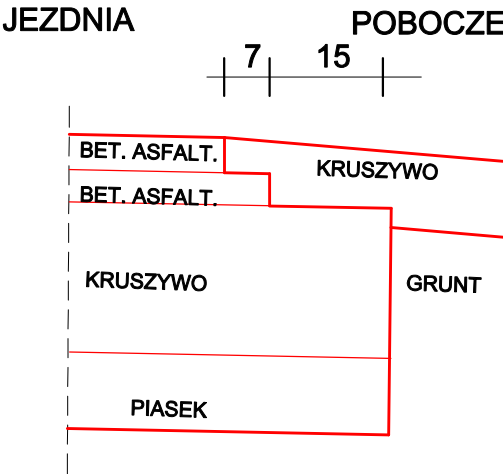 JEZDNIA POBOCZE
7 15
BET. ASFALT.
KRUSZYWO
BET. ASFALT.
KRUSZYWO
GRUNT
PIASEK